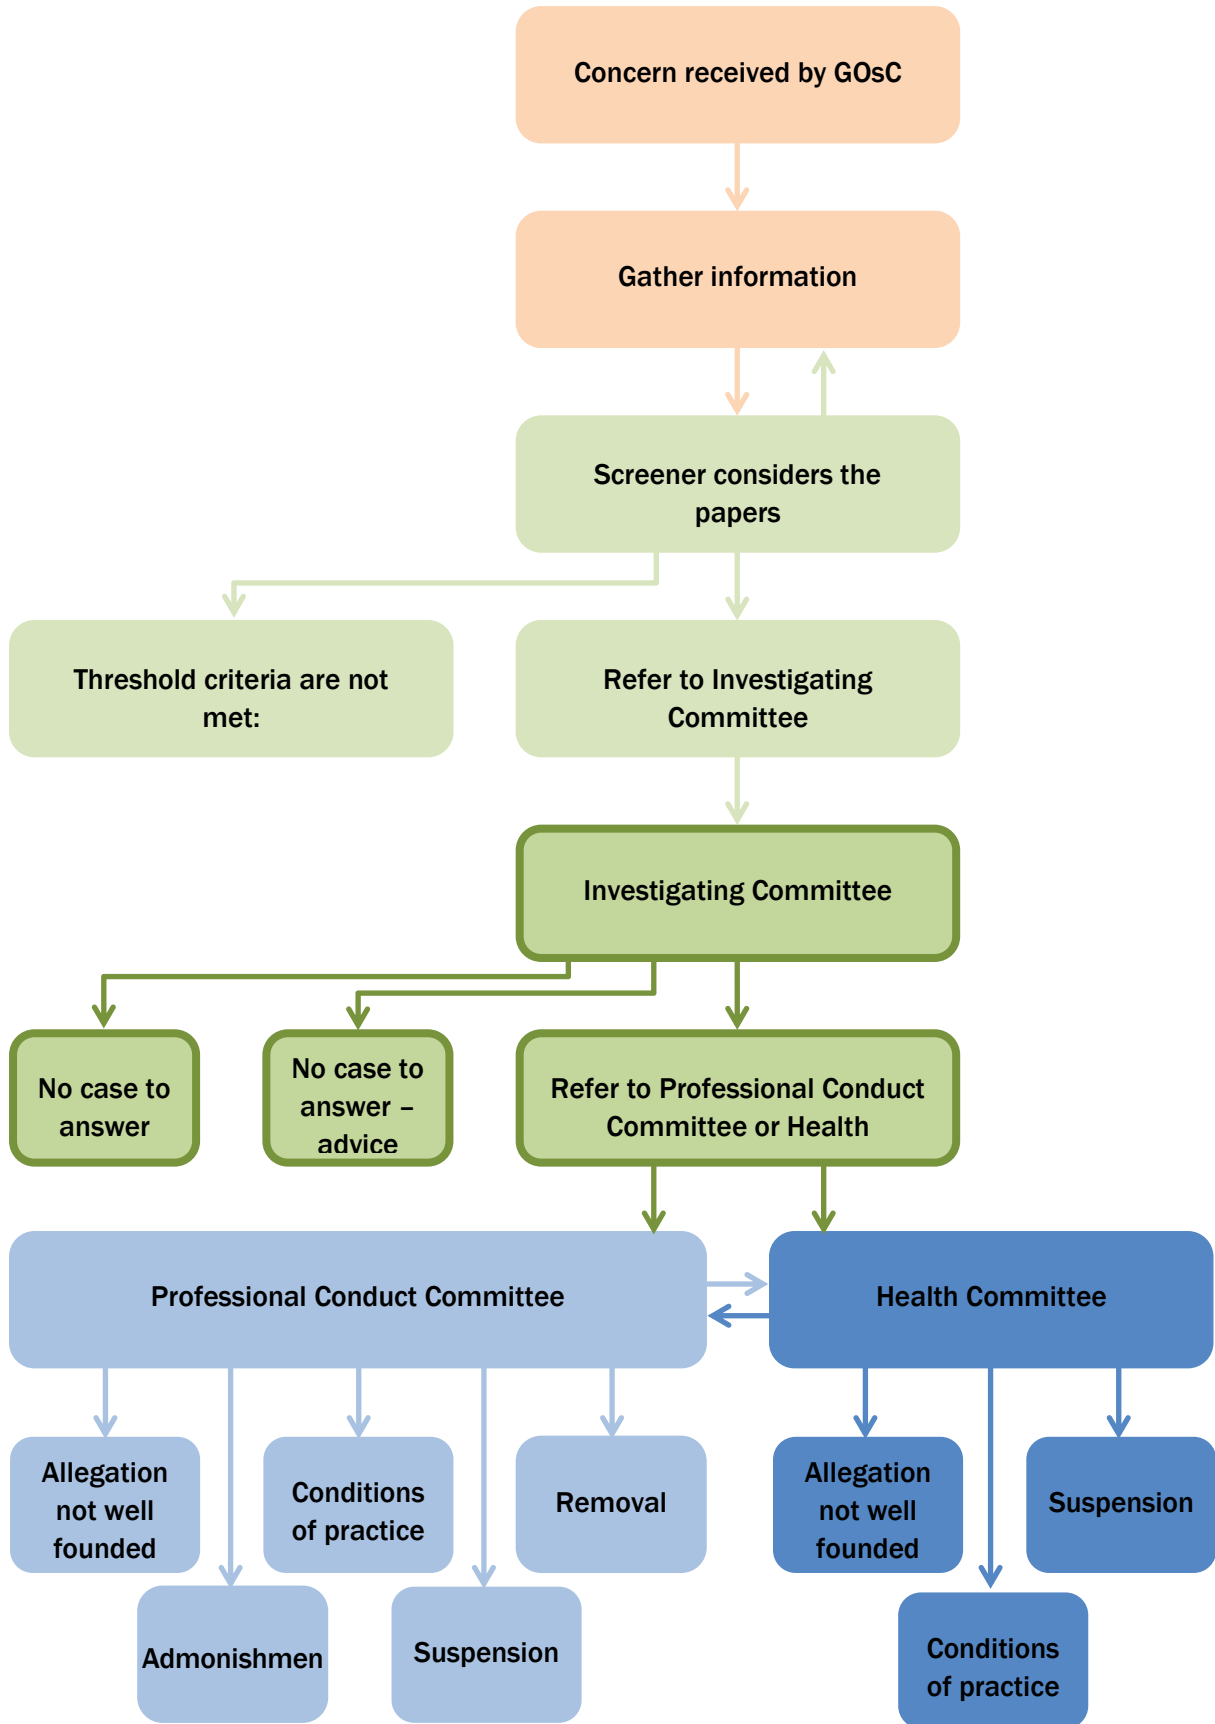 Concern received by GOsC
Gather information
Screener considers the
papers
Threshold criteria are not
met:
Refer to Investigating
Committee
Investigating Committee
No case to
answer
No case to
answer –
advice
Refer to Professional Conduct
Committee or Health
Professional Conduct Committee
Health Committee
Allegation
not well
founded
Conditions
of practice
Removal
Allegation
not well
founded
Suspension
Admonishmen
Suspension
Conditions
of practice